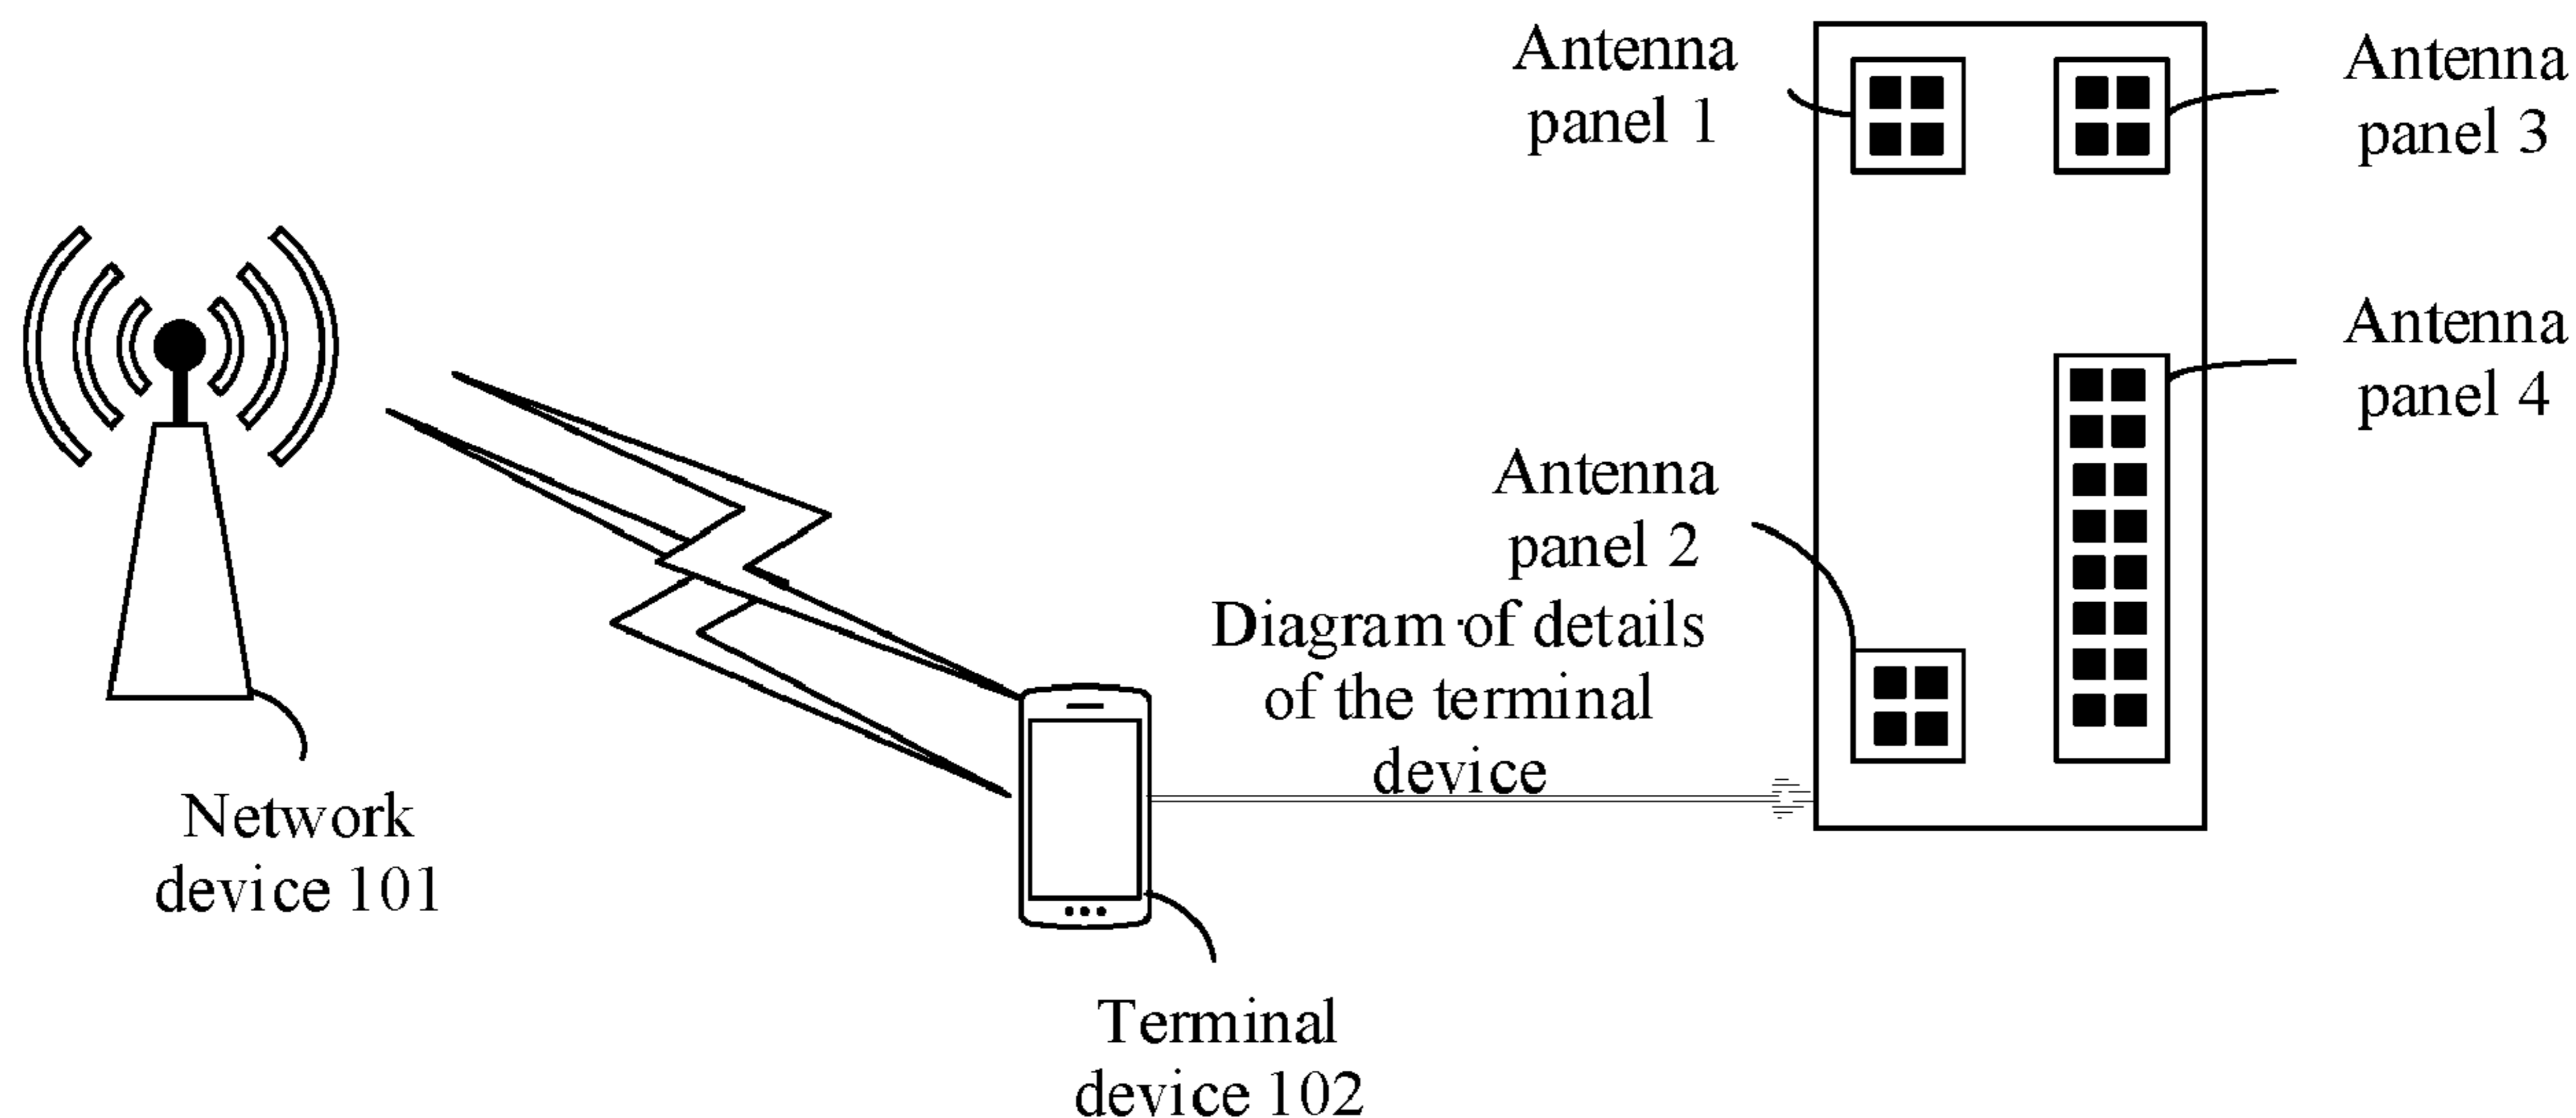 Antenna
panel 1
Antenna
panel 3
Antenna
panel 4
Antenna
panel 2
Diagram of details
of the terminal
device
Network
device 101
Terminal
device 102